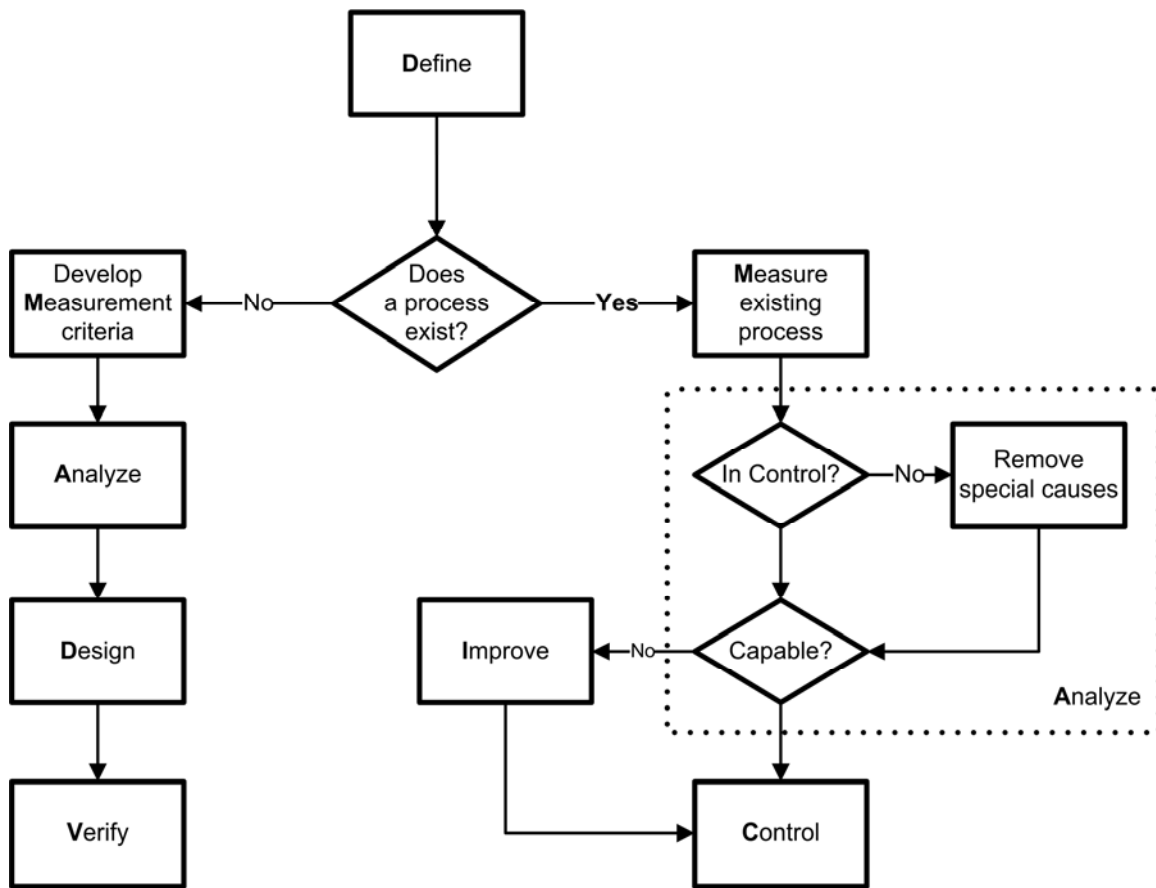 Define
Does
a process
exist?
No
Yes
Develop
Measurement
criteria
Measure
existing
process
Analyze
In Control?
No
Remove
special causes
Design
Improve
No
Capable?
Analyze
Verify
Control